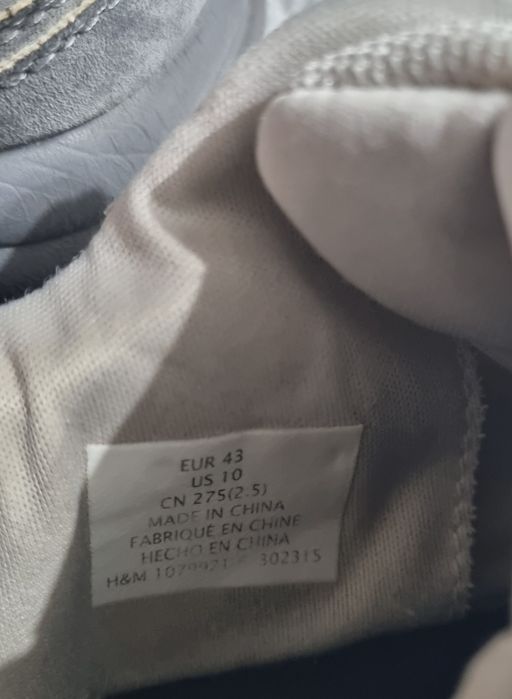 EUR 43
US 10
CN 275(2.5)
MADE IN CHINA
FABRIQUÉ EN CHINE
HECHO EN CHINA
H&M 302315